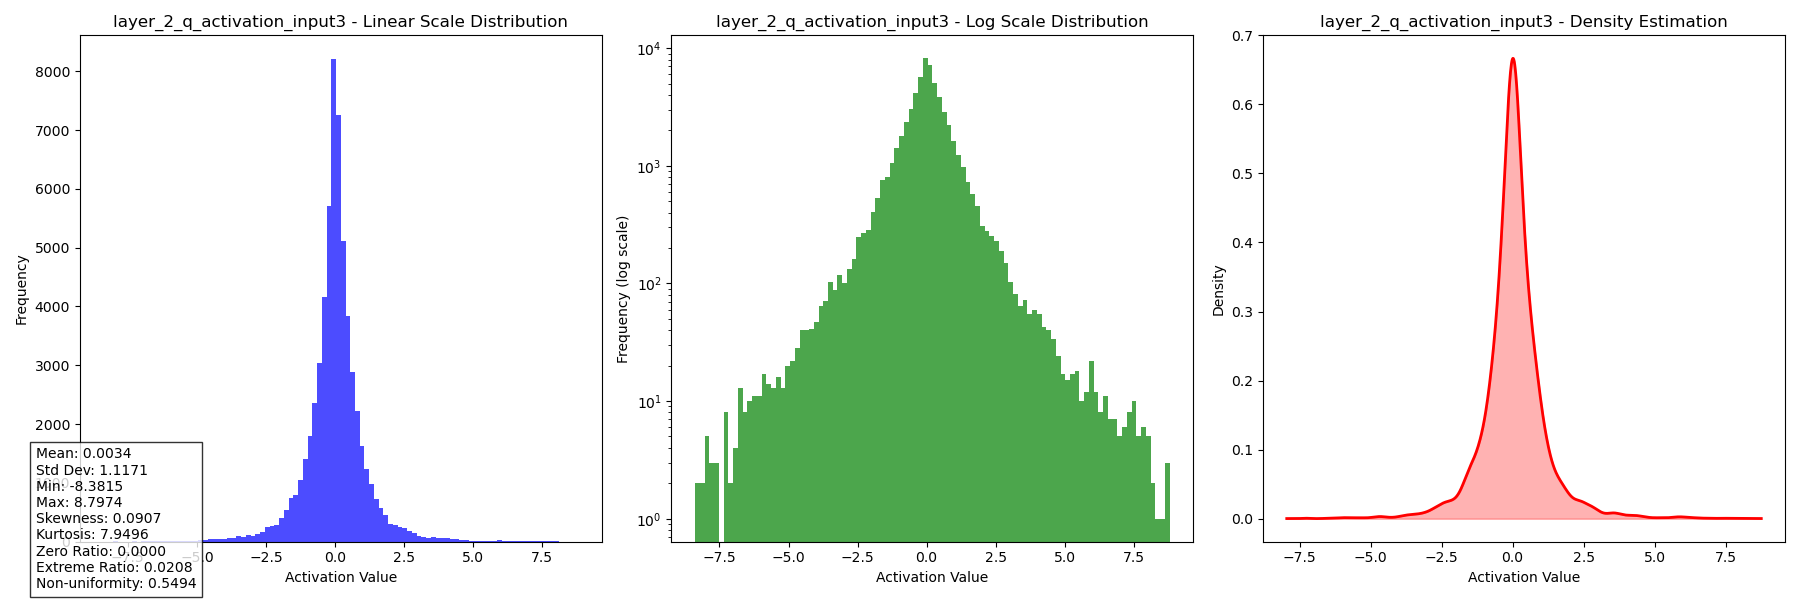 layer_2_q_activation_input3 - Linear Scale Distribution
8000
7000
6000
5000
4000
3000
2000
1000
0
Frequency
−5.0
−2.5
0.0
2.5
5.0
7.5
Activation Value
Mean: 0.0034
Std Dev: 1.1171
Min: -8.3815
Max: 8.7974
Skewness: 0.0907
Kurtosis: 7.9496
Zero Ratio: 0.0000
Extreme Ratio: 0.0208
Non-uniformity: 0.5494
layer_2_q_activation_input3 - Log Scale Distribution
10⁴
10³
10²
10¹
10⁰
Frequency (log scale)
−7.5
−5.0
−2.5
0.0
2.5
5.0
7.5
Activation Value
layer_2_q_activation_input3 - Density Estimation
0.7
0.6
0.5
0.4
0.3
0.2
0.1
0.0
Density
−7.5
−5.0
−2.5
0.0
2.5
5.0
7.5
Activation Value